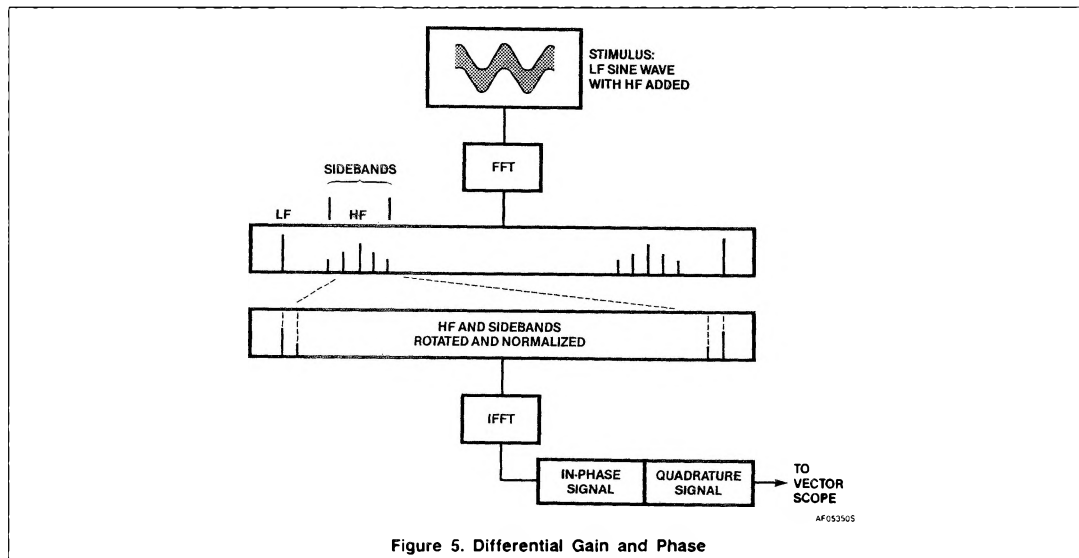 STIMULUS:
LF SINE WAVE
WITH HF ADDED
FFT
SIDEBANDS
LF
HF
HF AND SIDEBANDS
ROTATED AND NORMALIZED
IFFT
IN-PHASE
SIGNAL
QUADRATURE
SIGNAL
TO
VECTOR
SCOPE
AF05350S
Figure 5. Differential Gain and Phase